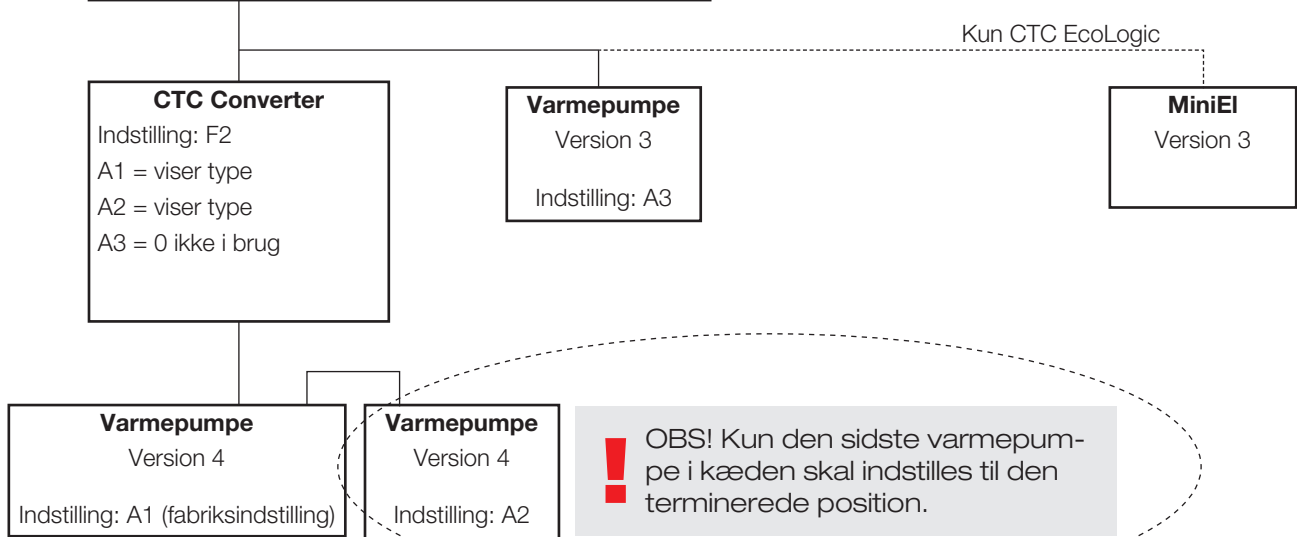 Kun CTC EcoLogic
CTC Converter
Indstilling: F2
A1 = viser type
A2 = viser type
A3 = 0 ikke i brug
Varmepumpe
Version 3
Indstilling: A3
MiniEl
Version 3
Varmepumpe
Version 4
Indstilling: A1 (fabriksindstilling)
Varmepumpe
Version 4
Indstilling: A2
! OBS! Kun den sidste varmepum-
pe i kæden skal indstilles til den
terminerede position.